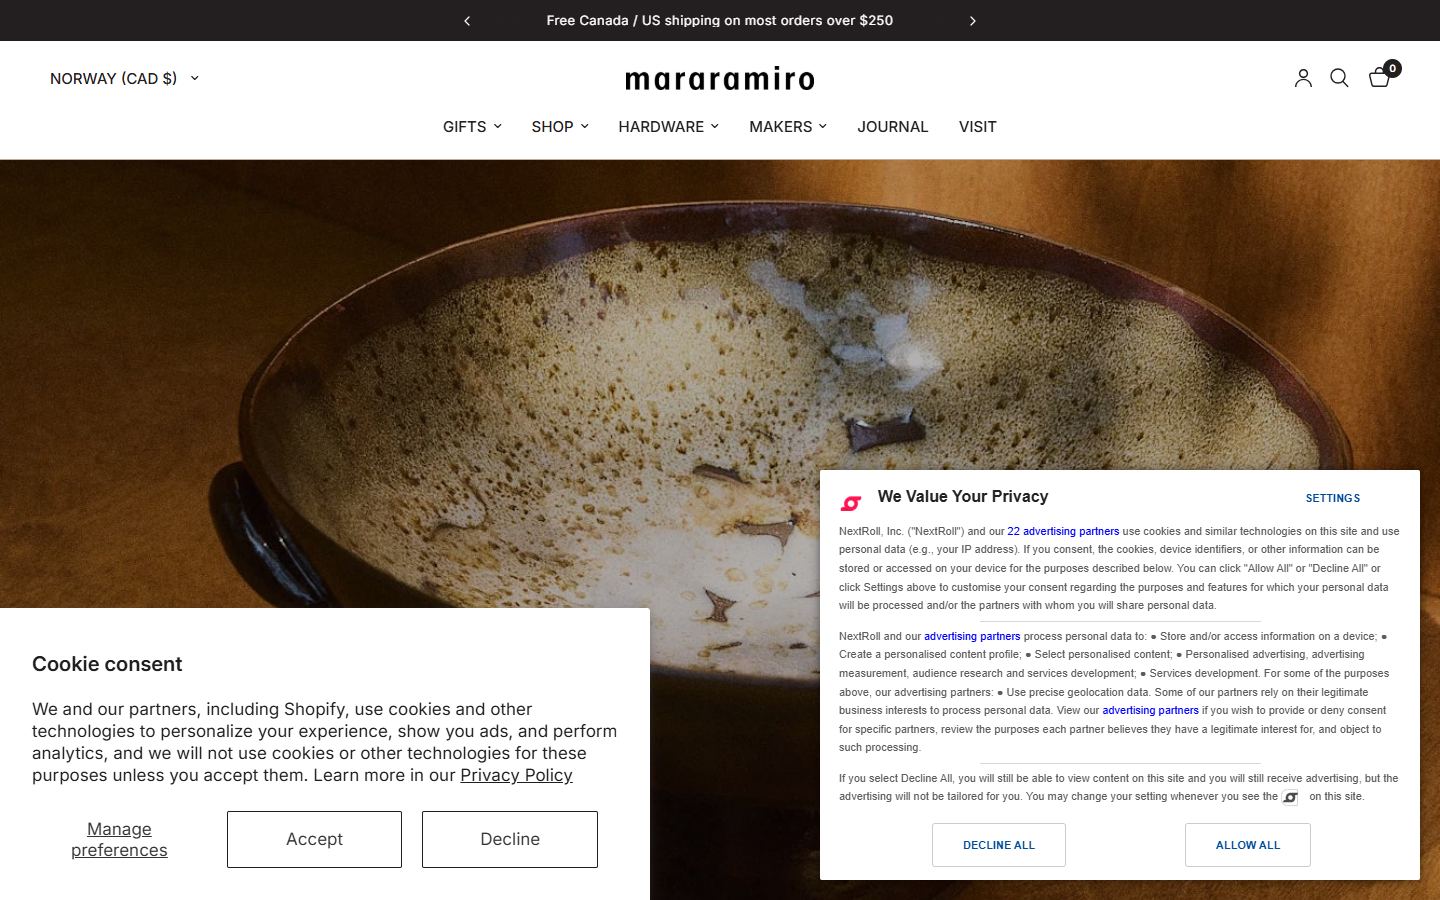 Free Canada / US shipping on most orders over $250
NORWAY (CAD $)
mararamiro
0
GIFTS
SHOP
HARDWARE
MAKERS
JOURNAL
VISIT
Cookie consent
We and our partners, including Shopify, use cookies and other
technologies to personalize your experience, show you ads, and perform
analytics, and we will not use cookies or other technologies for these
purposes unless you accept them. Learn more in our Privacy Policy
Manage
preferences
Accept
Decline
We Value Your Privacy
SETTINGS
NextRoll, Inc. ("NextRoll") and our 22 advertising partners use cookies and similar technologies on this site and use
personal data (e.g., your IP address). If you consent, the cookies, device identifiers, or other information can be
stored or accessed on your device for the purposes described below. You can click "Allow All" or "Decline All" or
click Settings above to customise your consent regarding the purposes and features for which your personal data
will be processed and/or the partners with whom you will share personal data.
NextRoll and our advertising partners process personal data to: ● Store and/or access information on a device; ●
Create a personalised content profile; ● Select personalised content; ● Personalised advertising, advertising
measurement, audience research and services development; ● Services development. For some of the purposes
above, our advertising partners: ● Use precise geolocation data. Some of our partners rely on their legitimate
business interests to process personal data. View our advertising partners if you wish to provide or deny consent
for specific partners, review the purposes each partner believes they have a legitimate interest for, and object to
such processing.
If you select Decline All, you will still be able to view content on this site and you will still receive advertising, but the
advertising will not be tailored for you. You may change your setting whenever you see the on this site.
DECLINE ALL
ALLOW ALL